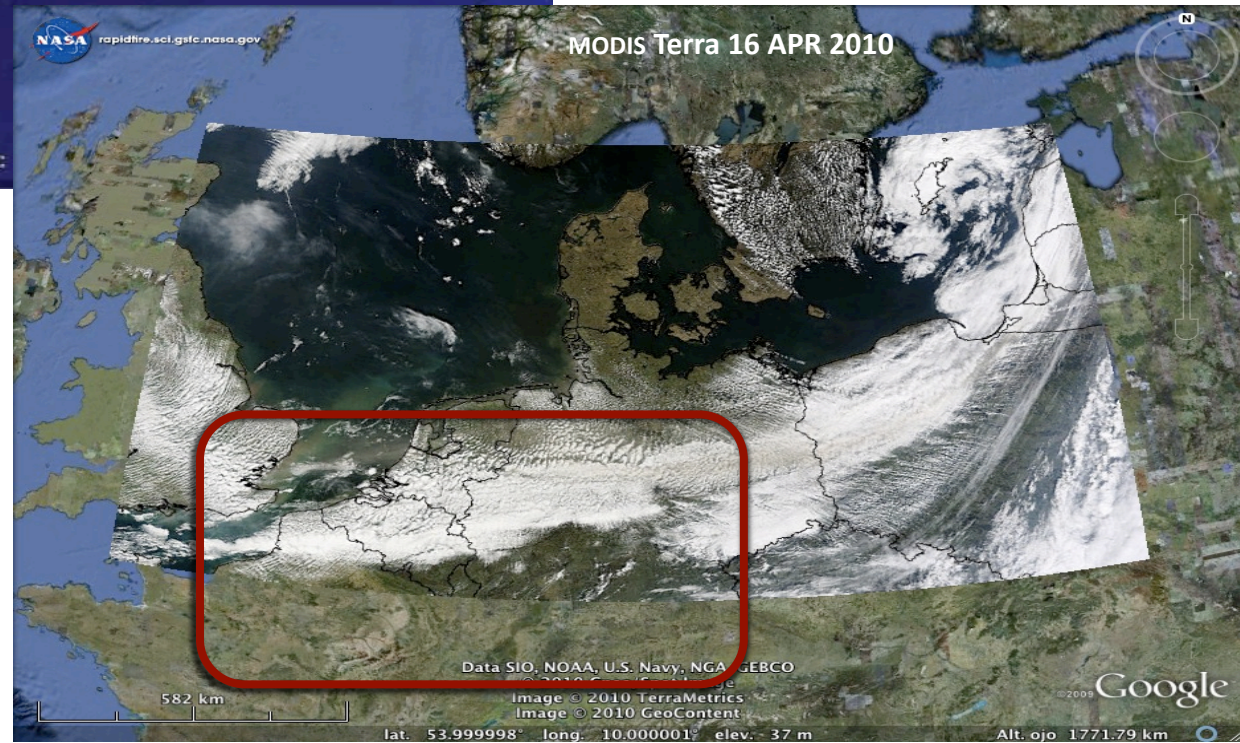 NASA rapidfire.sci.gsfc.nasa.gov
MODIS Terra 16 APR 2010
N
Data SIO, NOAA, U.S. Navy, NGA, GEBCO
© 2010
582 km
Image © 2010 TerraMetrics
Image © 2010 GeoContent
©2009 Google
lat. 53.999998° long. 10.000001° elev. - 37 m
Alt. ojo 1771.79 km